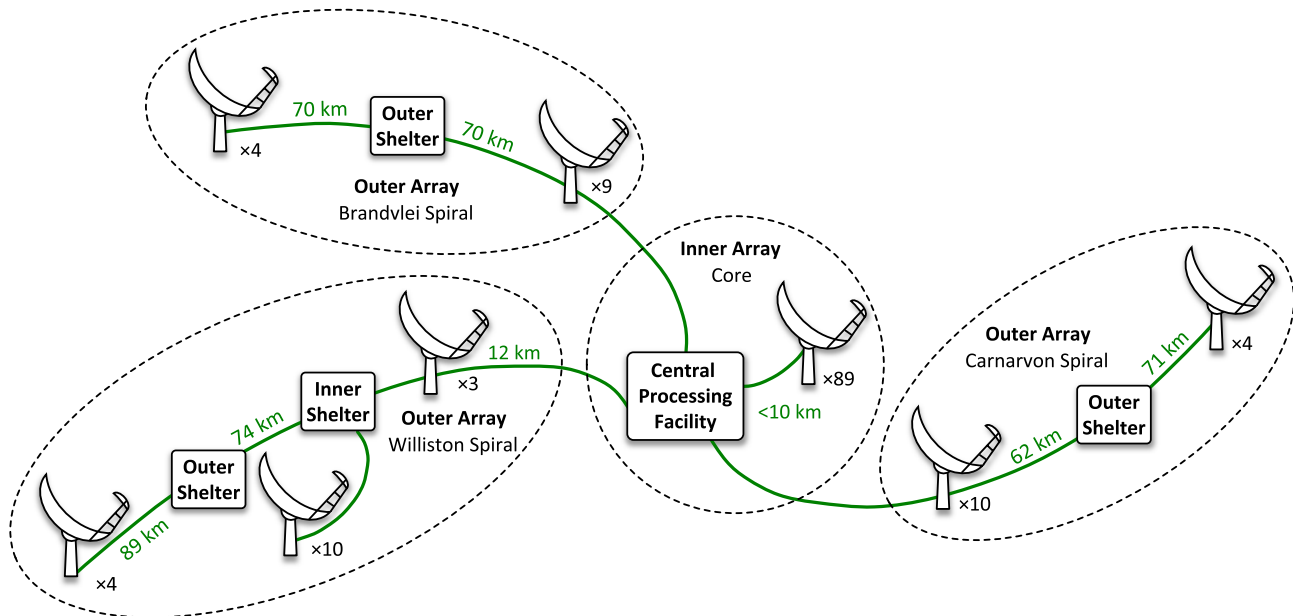 70 km
×4
Outer
Shelter
70 km
×9
Outer Array
Brandvlei Spiral
Inner Array
Core
×89
<10 km
Central
Processing
Facility
12 km
×3
Outer Array
Williston Spiral
Inner
Shelter
74 km
×10
Outer
Shelter
89 km
×4
Outer Array
Carnarvon Spiral
71 km
×4
Outer
Shelter
62 km
×10